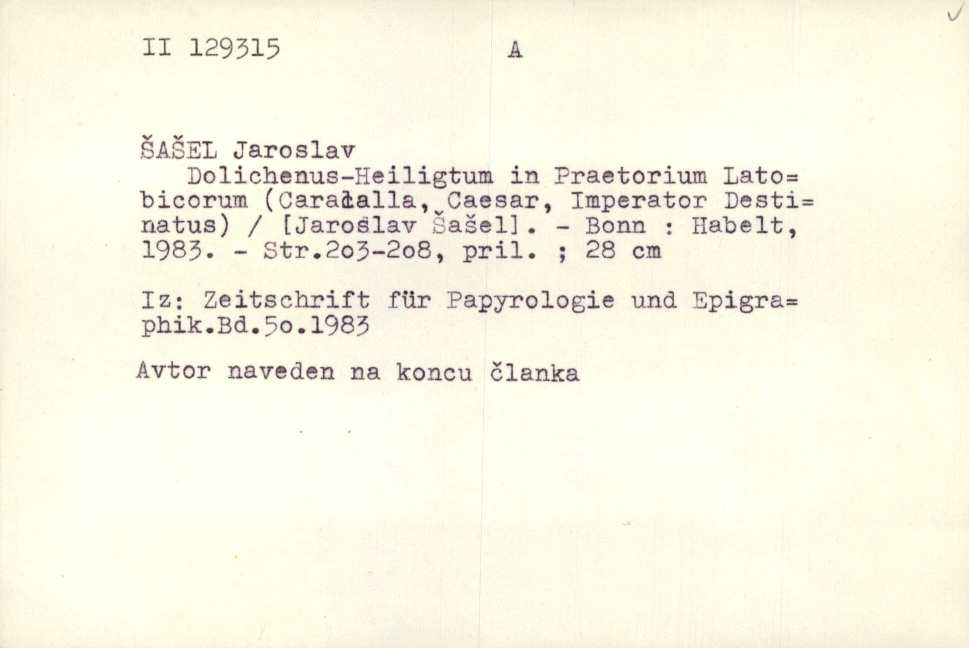 II 129315 A
ŠAŠEL Jaroslav
Dolichenus-Heiligtum in Praetorium Lato=
bicorum (Caracalla, Caesar, Imperator Desti=
natus) / [Jaroslav Šašel]. - Bonn : Habelt,
1983. - Str.2o3-2o8, pril. ; 28 cm
Iz: Zeitschrift für Papyrologie und Epigra=
phik.Bd.5o.1983
Avtor naveden na koncu članka